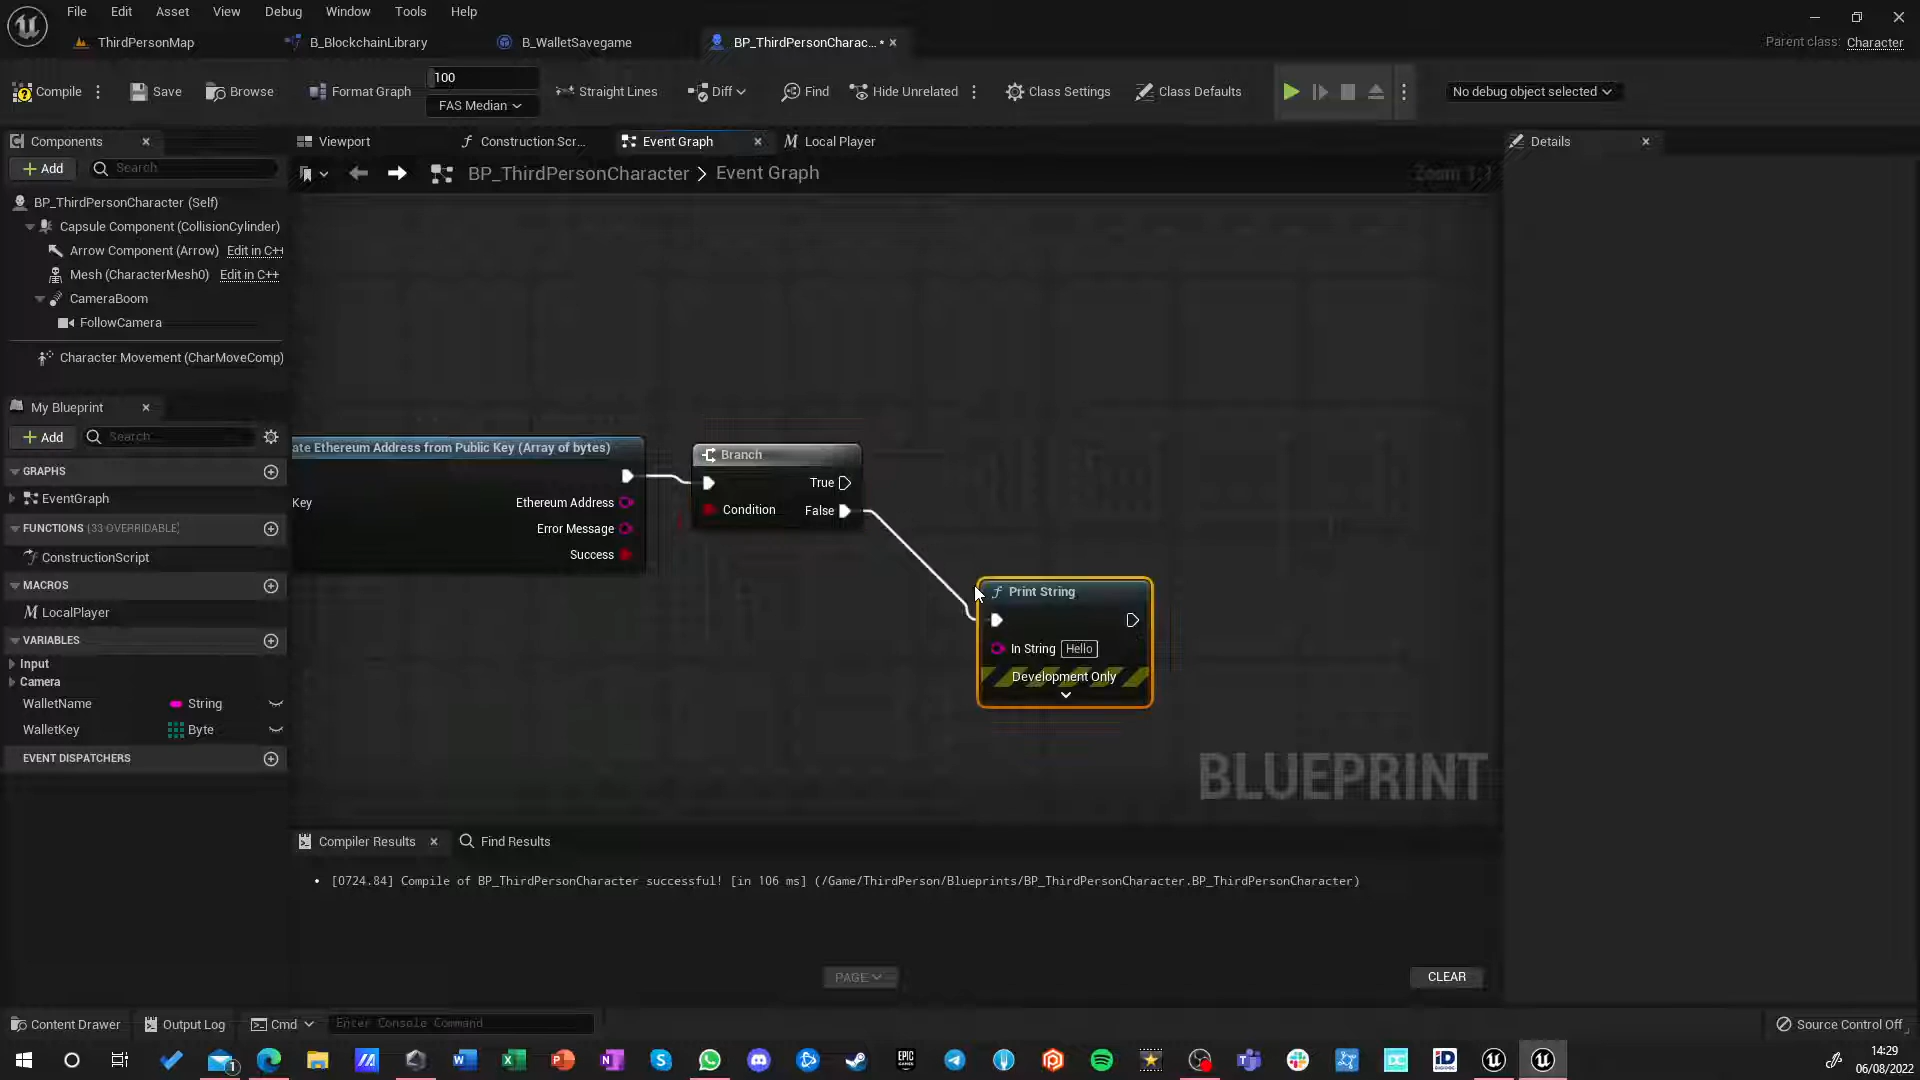 File Edit Asset View Debug Window Tools Help
ThirdPersonMap B_BlockchainLibrary B_WalletSavegame BP_ThirdPersonCharac... • Parent class: Character
Compile Save Browse Format Graph 100 FAS Median Straight Lines Diff Find Hide Unrelated Class Settings Class Defaults No debug object selected
Components Viewport Construction Scr... Event Graph Local Player Details
Add Search BP_ThirdPersonCharacter > Event Graph Zoom 1:1
BP_ThirdPersonCharacter (Self)
Capsule Component (CollisionCylinder)
Arrow Component (Arrow) Edit in C++
Mesh (CharacterMesh0) Edit in C++
CameraBoom
FollowCamera
Character Movement (CharMoveComp)
My Blueprint
Add Search
GRAPHS
EventGraph
FUNCTIONS (33 OVERRIDABLE)
ConstructionScript
MACROS
LocalPlayer
VARIABLES
Input
Camera
WalletName String
WalletKey Byte
EVENT DISPATCHERS
ate Ethereum Address from Public Key (Array of bytes)
Key
Ethereum Address
Error Message
Success
Branch
True
Condition False
Print String
In String Hello
Development Only
BLUEPRINT
Compiler Results Find Results
• [0724.84] Compile of BP_ThirdPersonCharacter successful! [in 106 ms] (/Game/ThirdPerson/Blueprints/BP_ThirdPersonCharacter.BP_ThirdPersonCharacter)
PAGE CLEAR
Content Drawer Output Log Cmd Enter Console Command Source Control Off
14:29
06/08/2022